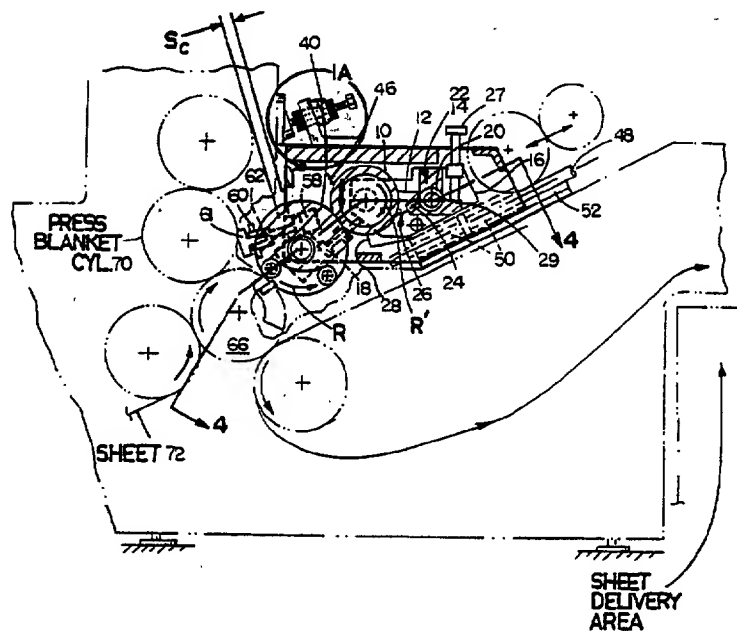 Sc
40
1A
46
10
12
22
14
27
20
16
48
62
58
60
61
52
PRESS
BLANKET
CYL.70
4
50
29
18
28
26
24
R
R'
66
4
SHEET 72
SHEET
DELIVERY
AREA